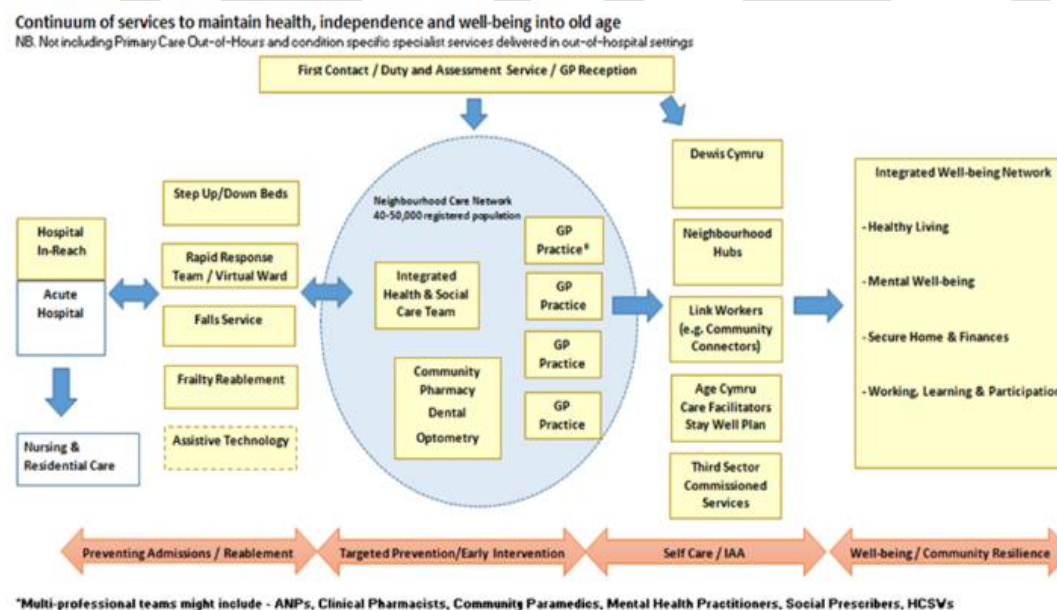 Continuum of services to maintain health, independence and well-being into old age
NB. Not including Primary Care Out-of-Hours and condition specific specialist services delivered in out-of-hospital settings
First Contact / Duty and Assessment Service / GP Reception
Hospital
In-Reach
Acute
Hospital
Nursing &
Residential Care
Step Up/Down Beds
Rapid Response
Team / Virtual Ward
Falls Service
Frailty Reablement
Assistive Technology
Neighbourhood Care Network
40-50,000 registered population
Integrated
Health & Social
Care Team
Community
Pharmacy
Dental
Optometry
GP
Practice*
GP
Practice
GP
Practice
GP
Practice
Dewis Cymru
Neighbourhood
Hubs
Link Workers
(e.g. Community
Connectors)
Age Cymru
Care Facilitators
Stay Well Plan
Third Sector
Commissioned
Services
Integrated Well-being Network
- Healthy Living
- Mental Well-being
- Secure Home & Finances
- Working, Learning & Participation
Preventing Admissions / Reablement
Targeted Prevention/Early Intervention
Self Care / IAA
Well-being / Community Resilience
*Multi-professional teams might include - ANPs, Clinical Pharmacists, Community Paramedics, Mental Health Practitioners, Social Prescribers, HCSWs